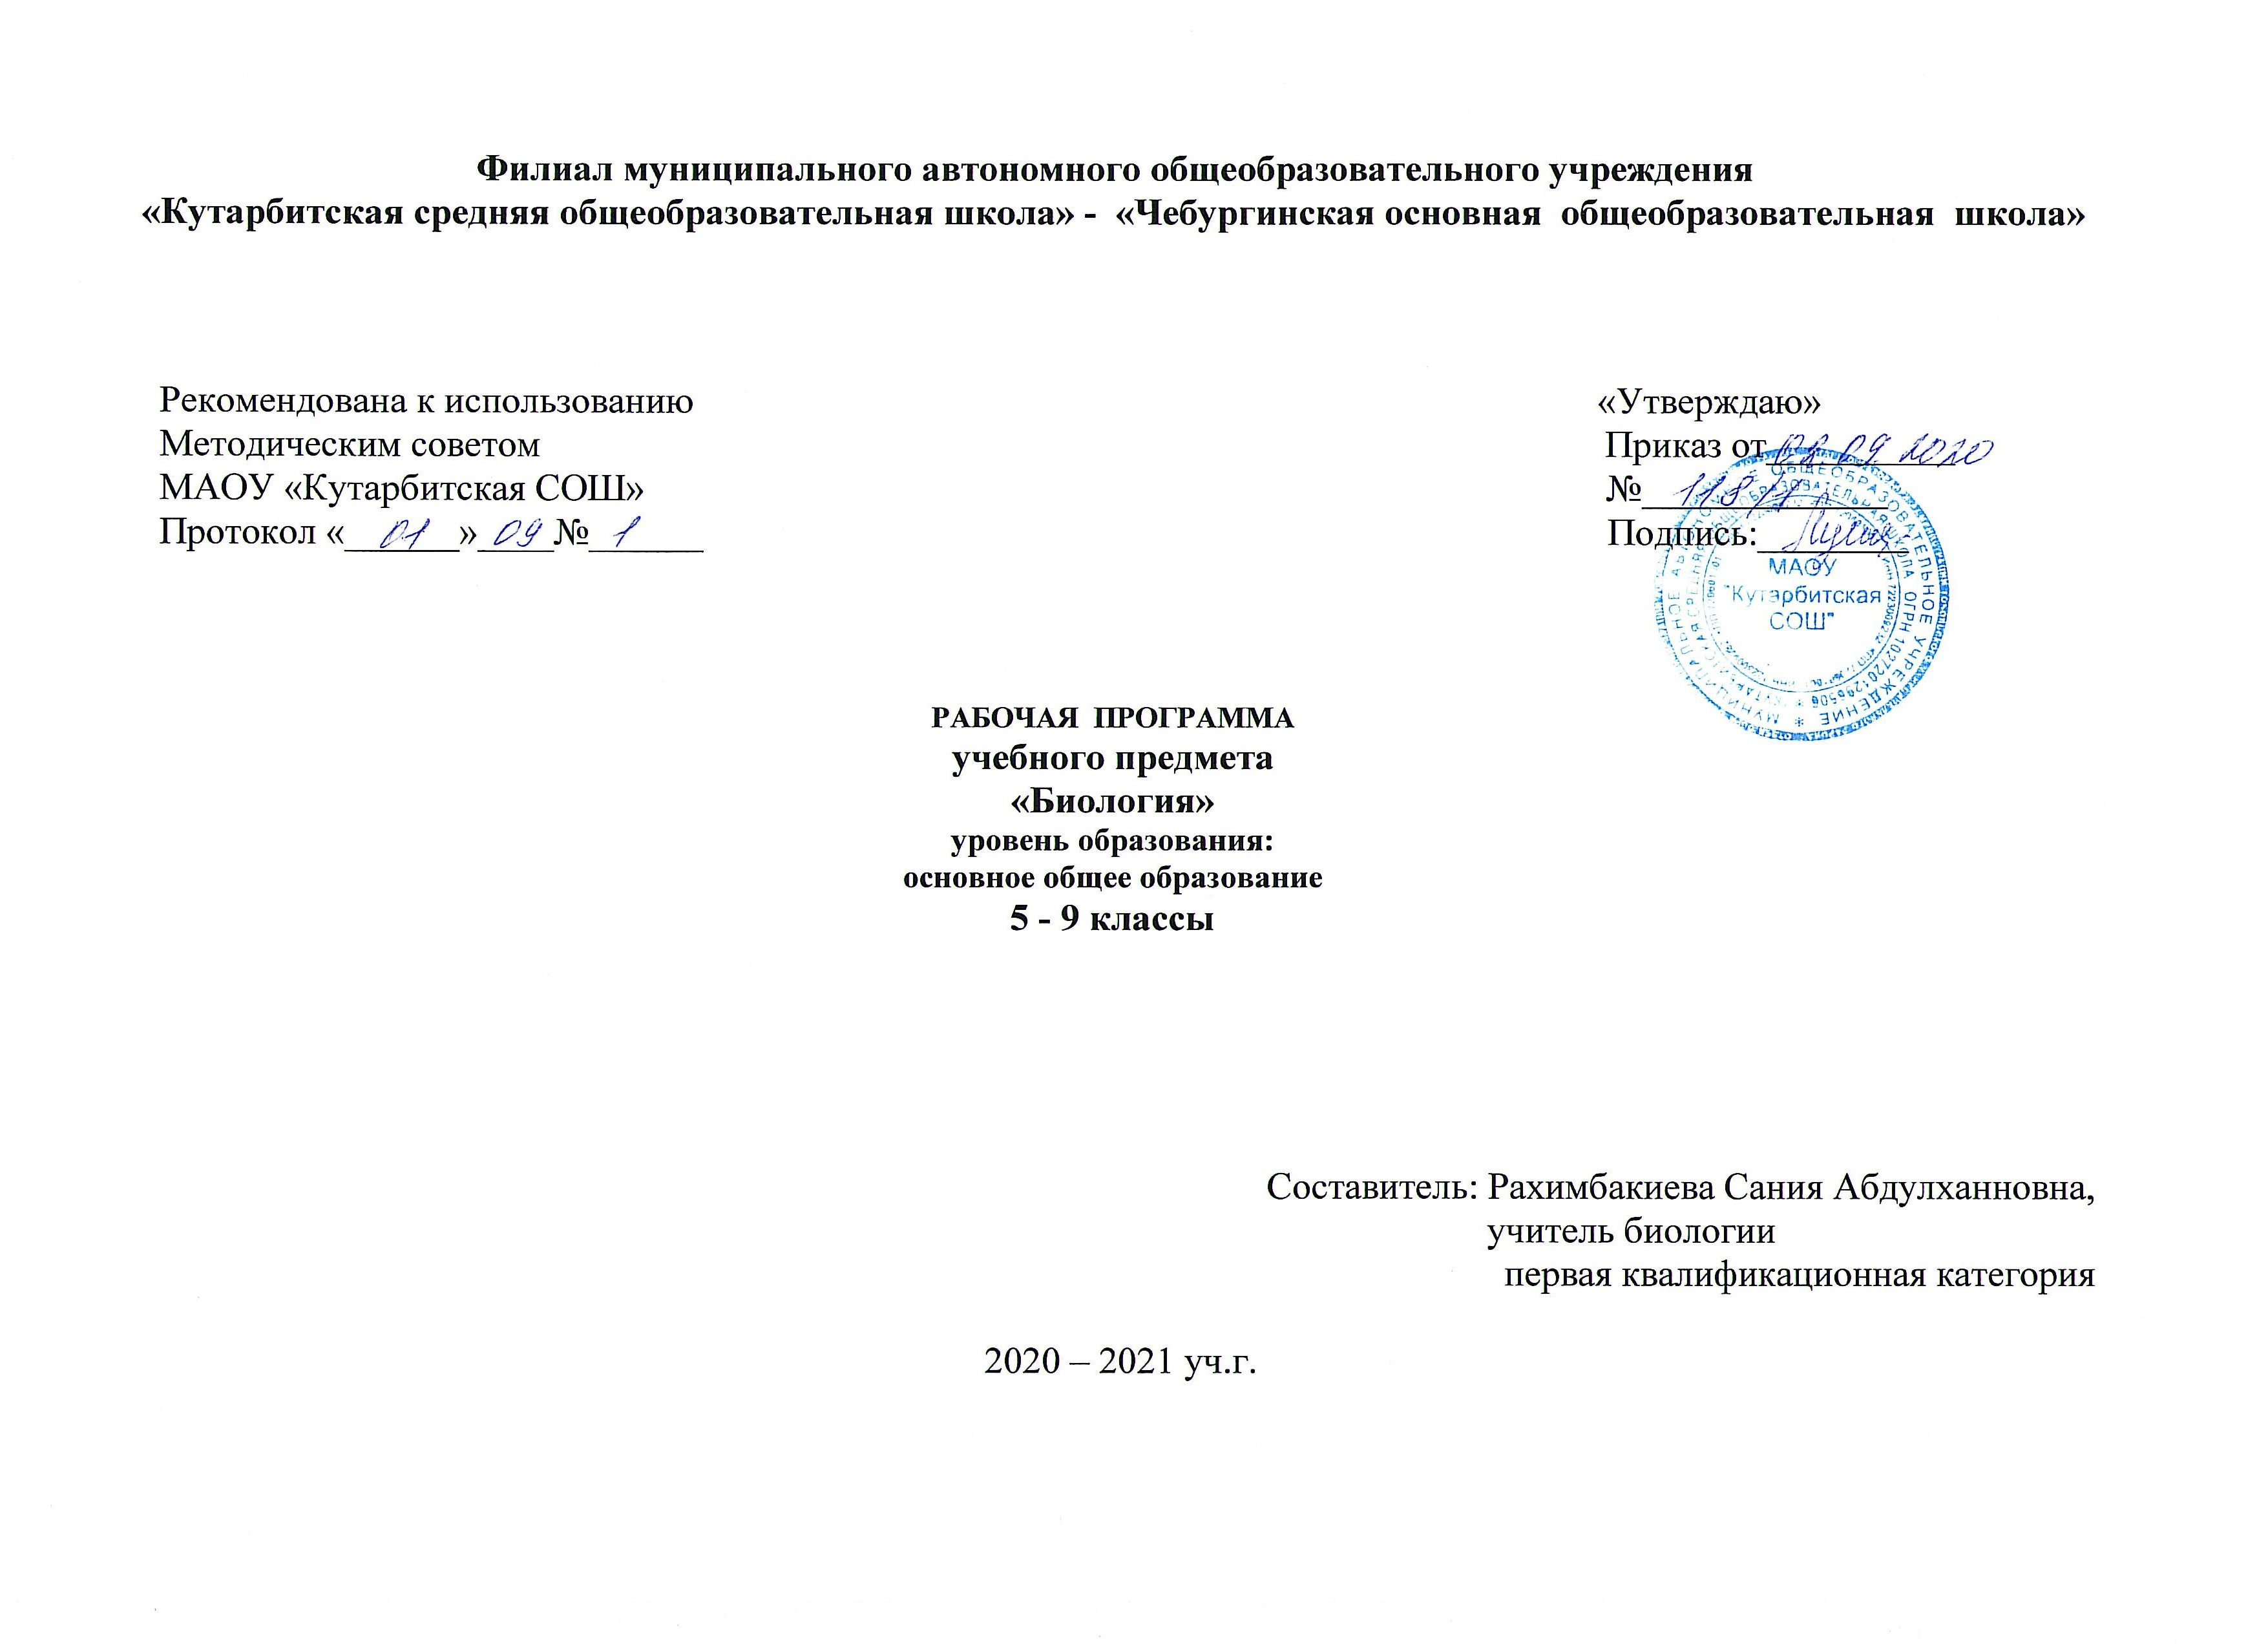 Филиал муниципального автономного общеобразовательного учреждения
«Кутарбитская средняя общеобразовательная школа» - «Чебургинская основная общеобразовательная школа»
Рекомендована к использованию
Методическим советом
МАОУ «Кутарбитская СОШ»
Протокол «01» 09 № 1
«Утверждаю»
Приказ от 02.09.2020
№
Подпись:
МАОУ
"Кутарбитская
СОШ"
РАБОЧАЯ ПРОГРАММА
учебного предмета
«Биология»
уровень образования:
основное общее образование
5 - 9 классы
Составитель: Рахимбакиева Сания Абдулханновна,
учитель биологии
первая квалификационная категория
2020 – 2021 уч.г.